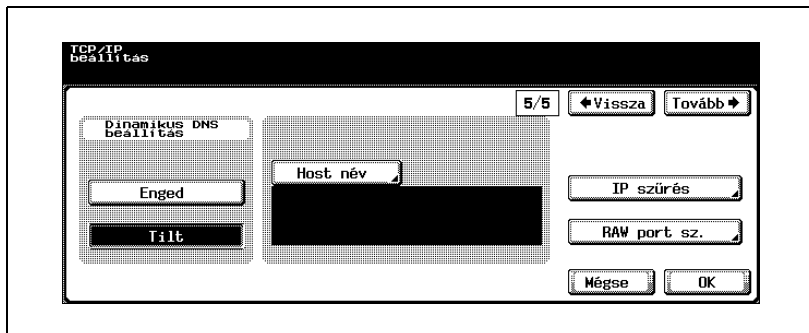 TCP/IP
beállítás
5/5
←Vissza
Tovább→
Dinamikus DNS
beállítás
Host név
Enged
IP szűrés
Tilt
RAW port sz.
Mégse
OK